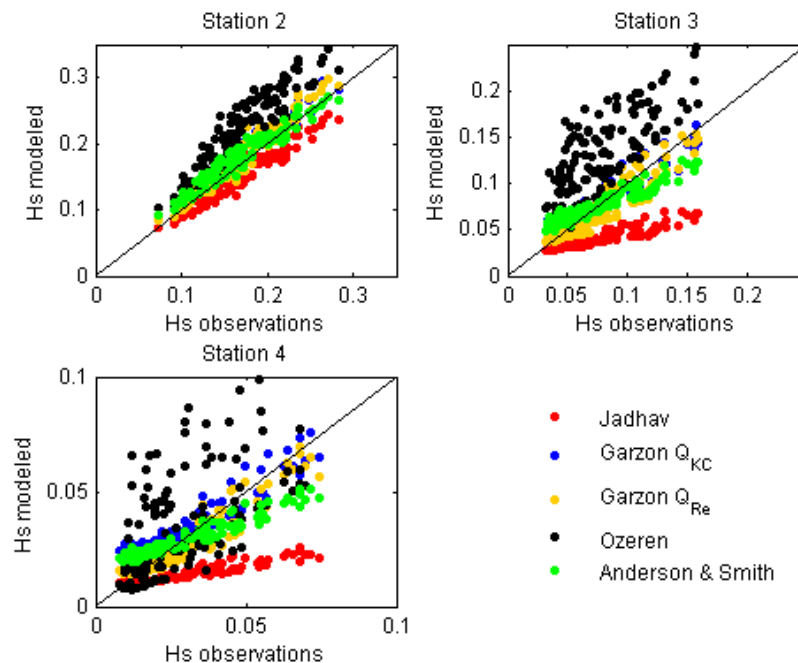 Station 2
Hs modeled
0.3
0.2
0.1
0
0
0.1
0.2
0.3
Hs observations
Station 3
Hs modeled
0.2
0.15
0.1
0.05
0
0
0.05
0.1
0.15
0.2
Hs observations
Station 4
Hs modeled
0.1
0.05
0
0
0.05
0.1
Hs observations
Jadhav
Garzon Q_KC
Garzon Q_Re
Ozeren
Anderson & Smith